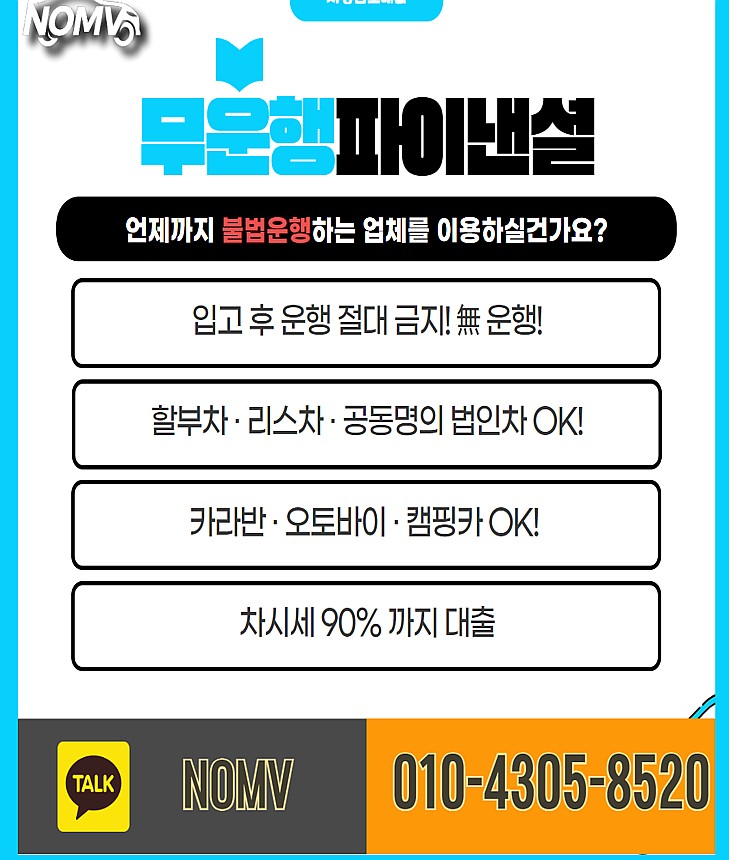 NOMV
무운행파이낸셜
언제까지 불법운행하는 업체를 이용하실건가요?
입고 후 운행 절대 금지! 無 운행!
할부차 · 리스차 · 공동명의 법인차 OK!
카라반 · 오토바이 · 캠핑카 OK!
차시세 90% 까지 대출
TALK
NOMV
010-4305-8520